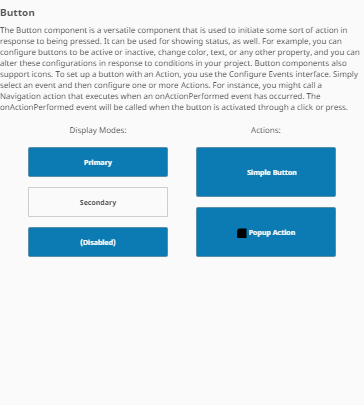 Button
The Button component is a versatile component that is used to initiate some sort of action in
response to being pressed. It can be used for showing status, as well. For example, you can
configure buttons to be active or inactive, change color, text, or any other property, and you can
alter these configurations in response to conditions in your project. Button components also
support icons. To set up a button with an Action, you use the Configure Events interface. Simply
select an event and then configure one or more Actions. For instance, you might call a
Navigation action that executes when an onActionPerformed event has occurred. The
onActionPerformed event will be called when the button is activated through a click or press.
Display Modes:
Primary
Secondary
(Disabled)
Actions:
Simple Button
Popup Action